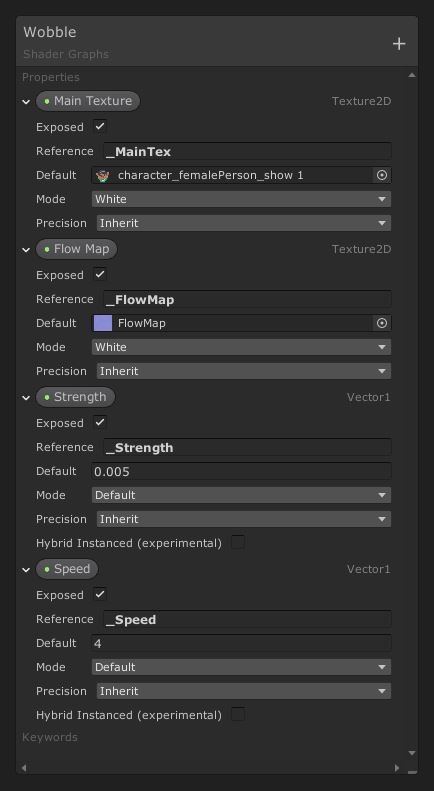 Wobble
Shader Graphs
Properties
Main Texture Texture2D
Exposed
Reference _MainTex
Default character_femalePerson_show 1
Mode White
Precision Inherit
Flow Map Texture2D
Exposed
Reference _FlowMap
Default FlowMap
Mode White
Precision Inherit
Strength Vector1
Exposed
Reference _Strength
Default 0.005
Mode Default
Precision Inherit
Hybrid Instanced (experimental)
Speed Vector1
Exposed
Reference _Speed
Default 4
Mode Default
Precision Inherit
Hybrid Instanced (experimental)
Keywords